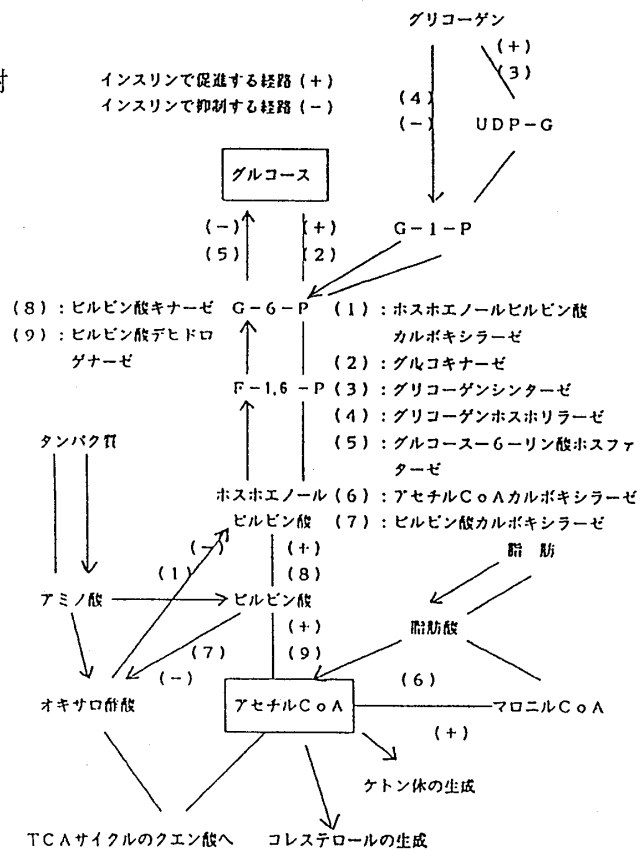 グリコーゲン
(+)
(3)
討
インスリンで促進する経路(+)
インスリンで抑制する経路(-)
(4)
(-)
UDP-G
グルコース
(-)
(+)
(5)
(2)
G-1-P
(8):ピルビン酸キナーゼ
G-6-P
(1):ホスホエノールピルビン酸
カルボキシラーゼ
(9):ピルビン酸デヒドロ
ゲナーゼ
(2):グルコキナーゼ
F-1,6-P
(3):グリコーゲンシンターゼ
(4):グリコーゲンホスホリラーゼ
タンパク質
(5):グルコース-6-リン酸ホスファ
ターゼ
ホスホエノール
ピルビン酸
(6):アセチルCoAカルボキシラーゼ
(7):ピルビン酸カルボキシラーゼ
(-)
(+)
脂肪
(1)
(8)
アミノ酸
ピルビン酸
(+)
脂肪酸
(7)
(9)
(-)
(6)
オキサロ酢酸
アセチルCoA
マロニルCoA
(+)
ケトン体の生成
TCAサイクルのクエン酸へ
コレステロールの生成